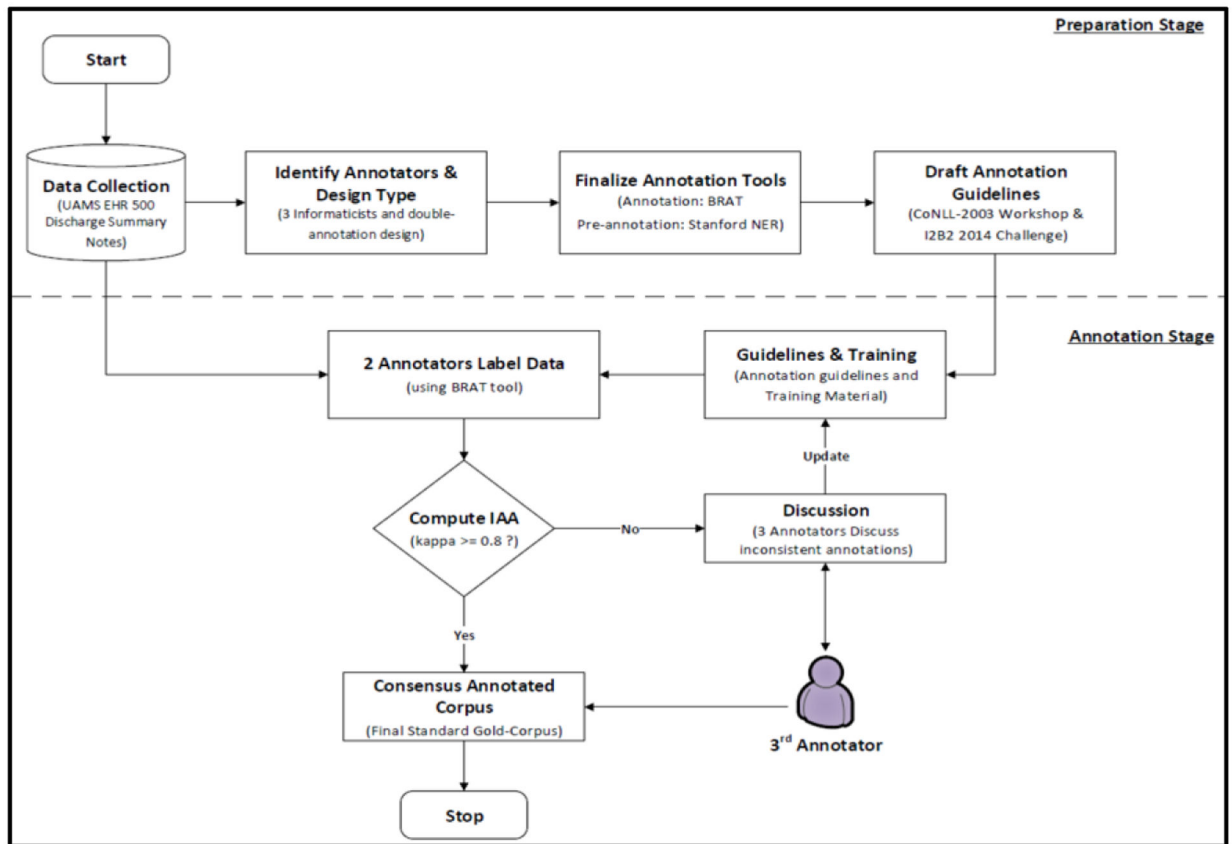 Preparation Stage
Start
Data Collection
(UAMS EHR 500
Discharge Summary
Notes)
Identify Annotators &
Design Type
(3 Informaticists and double-
annotation design)
Finalize Annotation Tools
(Annotation: BRAT
Pre-annotation: Stanford NER)
Draft Annotation
Guidelines
(CoNLL-2003 Workshop &
I2B2 2014 Challenge)
Annotation Stage
2 Annotators Label Data
(using BRAT tool)
Guidelines & Training
(Annotation guidelines and
Training Material)
Update
Compute IAA
(kappa >= 0.8 ?)
No
Discussion
(3 Annotators Discuss
inconsistent annotations)
Yes
Consensus Annotated
Corpus
(Final Standard Gold-Corpus)
3rd Annotator
Stop